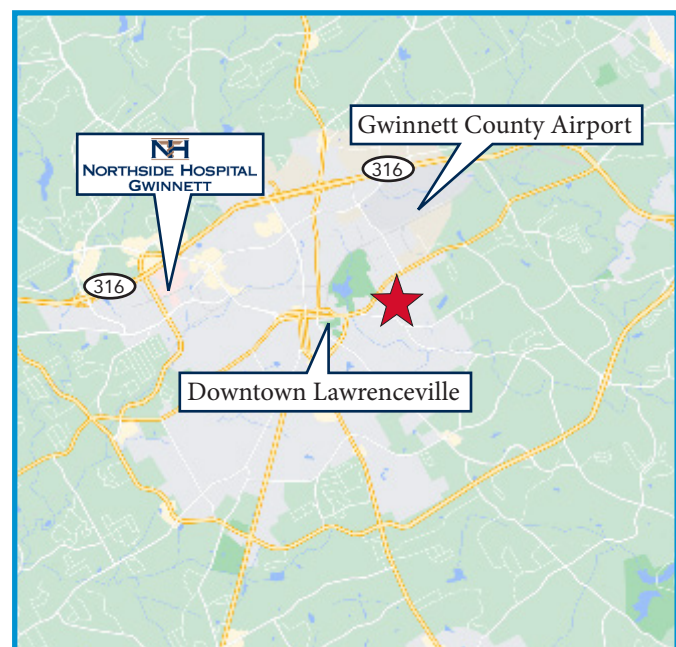 Gwinnett County Airport
NH
NORTHSIDE HOSPITAL
GWINNETT
316
316
Downtown Lawrenceville